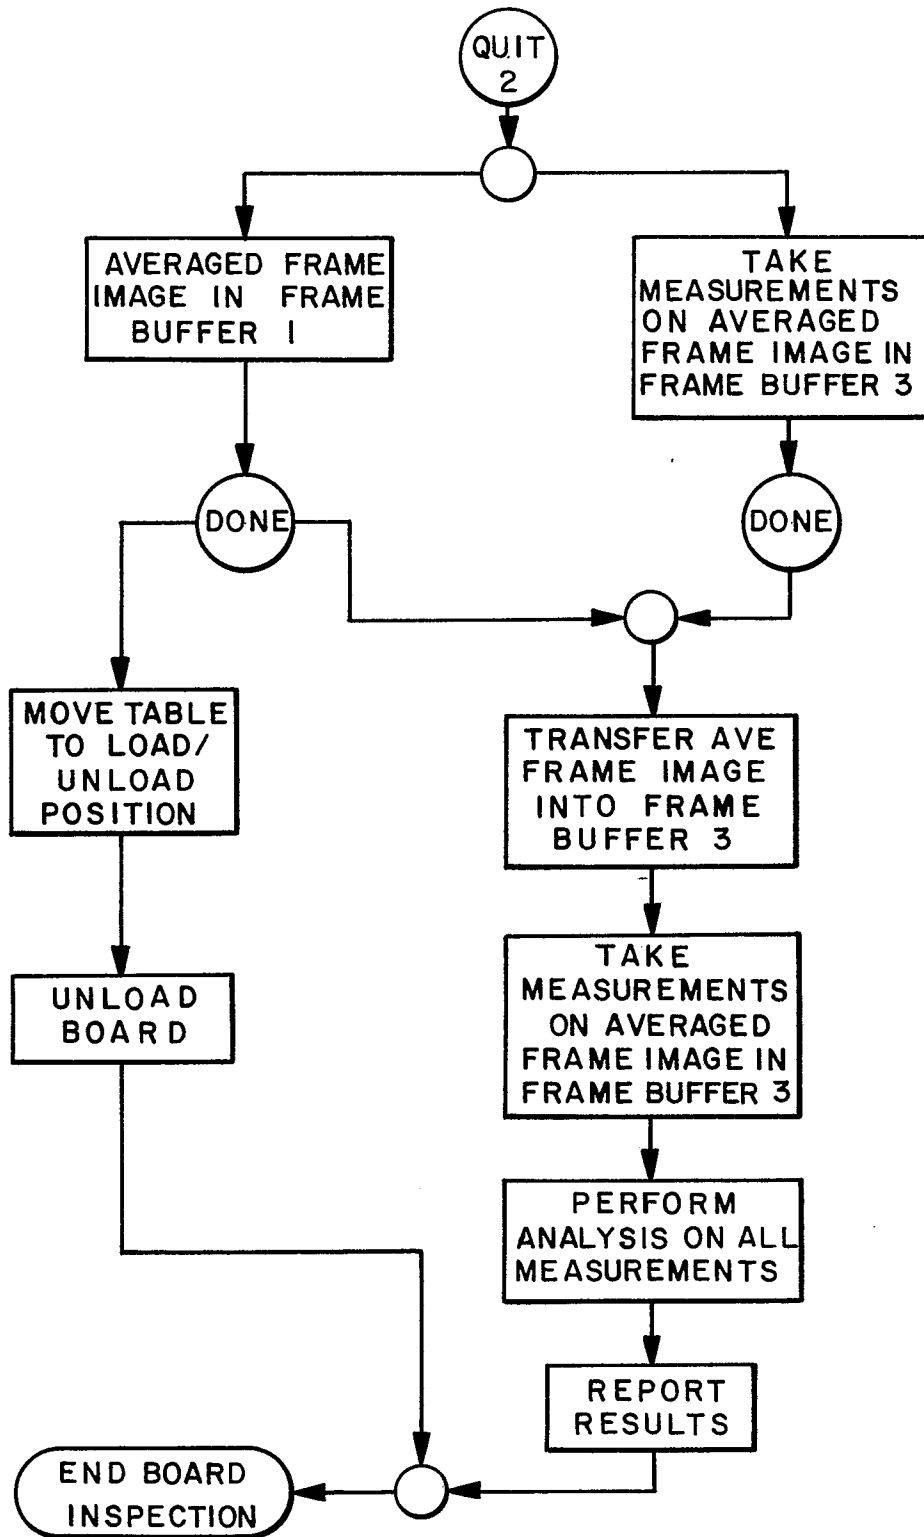 QUIT
2
AVERAGED FRAME
IMAGE IN FRAME
BUFFER 1
TAKE
MEASUREMENTS
ON AVERAGED
FRAME IMAGE IN
FRAME BUFFER 3
DONE
DONE
MOVE TABLE
TO LOAD/
UNLOAD
POSITION
TRANSFER AVE
FRAME IMAGE
INTO FRAME
BUFFER 3
UNLOAD
BOARD
TAKE
MEASUREMENTS
ON AVERAGED
FRAME IMAGE IN
FRAME BUFFER 3
PERFORM
ANALYSIS ON ALL
MEASUREMENTS
REPORT
RESULTS
END BOARD
INSPECTION